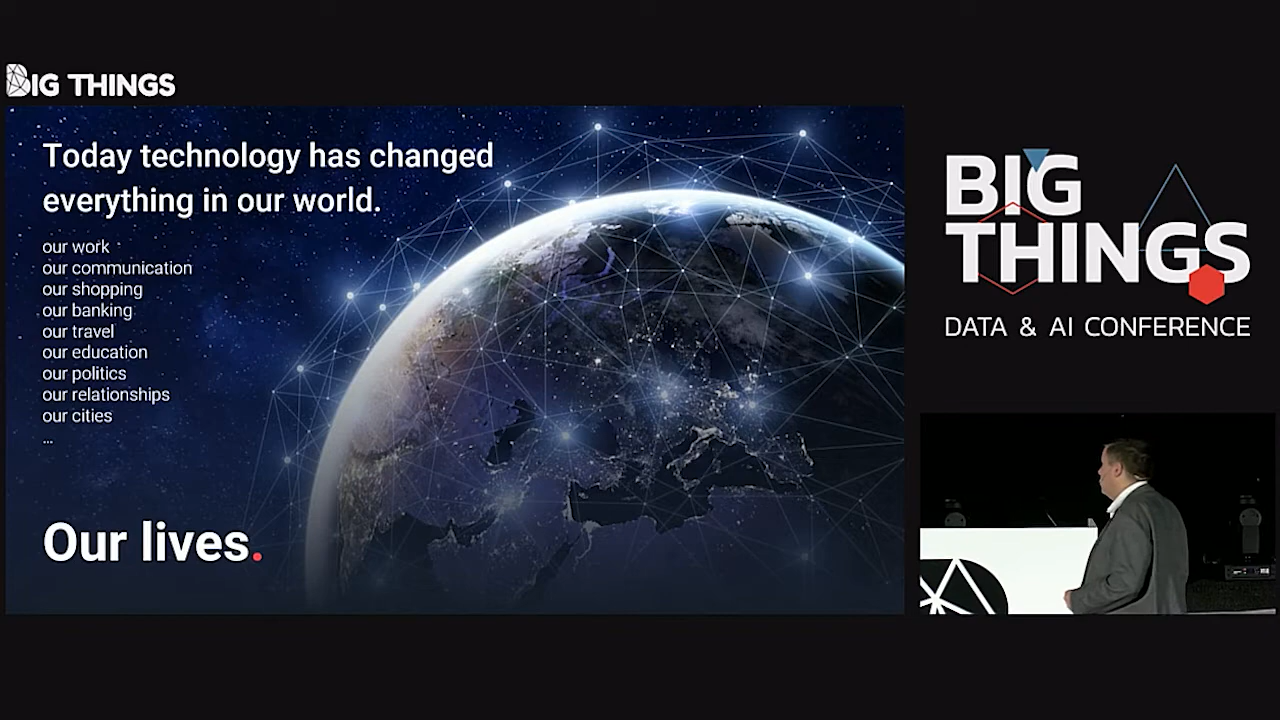 BIG THINGS
Today technology has changed
everything in our world.
our work
our communication
our shopping
our banking
our travel
our education
our politics
our relationships
our cities
...
Our lives.
BIG
THINGS
DATA & AI CONFERENCE